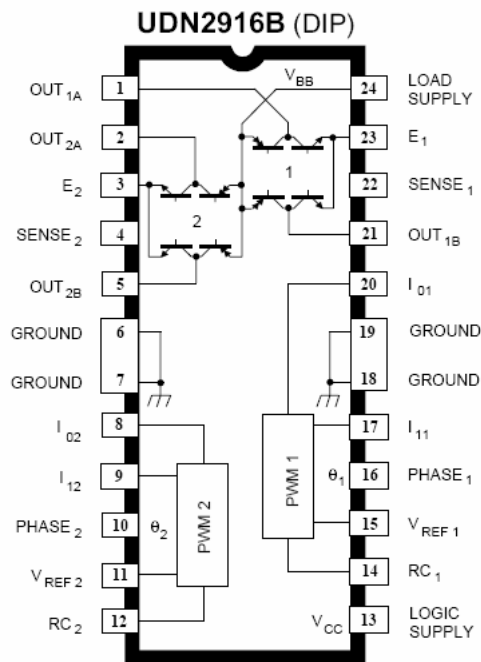 UDN2916B (DIP)
OUT1A
1
OUT2A
2
E2
3
SENSE2
4
OUT2B
5
GROUND
6
GROUND
7
I02
8
I12
9
PHASE2
10
VREF 2
11
RC2
12
VBB
1
2
θ1
θ2
PWM 1
PWM 2
VCC
24
LOAD
SUPPLY
23
E1
22
SENSE1
21
OUT1B
20
I01
19
GROUND
18
GROUND
17
I11
16
PHASE1
15
VREF 1
14
RC1
13
LOGIC
SUPPLY